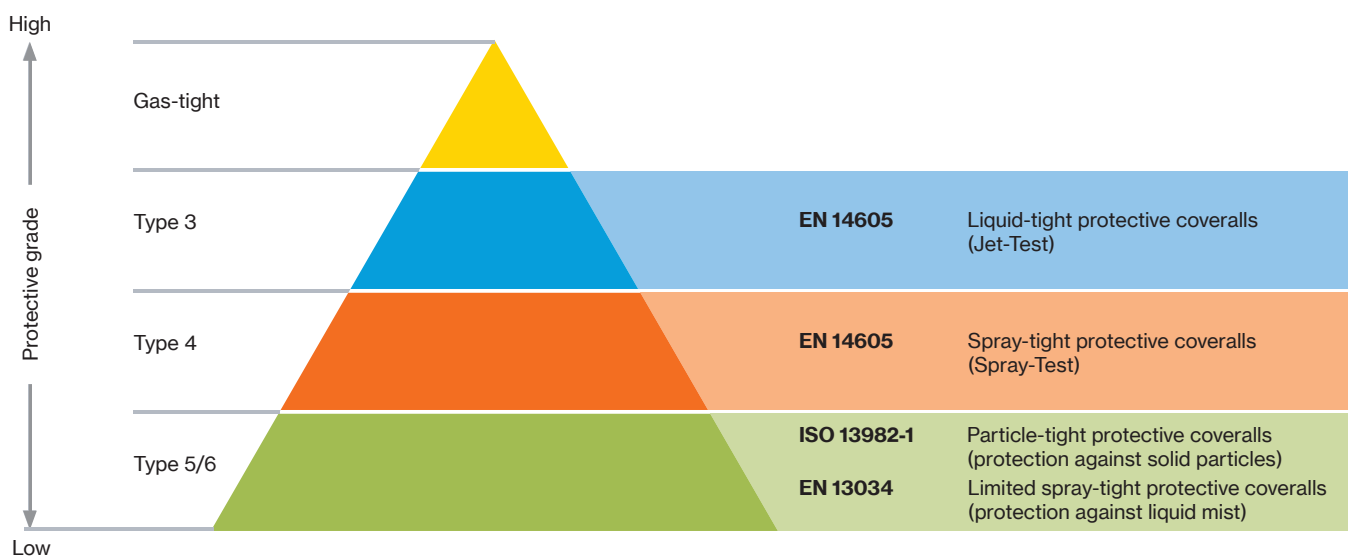 High
Gas-tight
Protective grade
Type 3
EN 14605
Liquid-tight protective coveralls
(Jet-Test)
Type 4
EN 14605
Spray-tight protective coveralls
(Spray-Test)
Type 5/6
ISO 13982-1
Particle-tight protective coveralls
(protection against solid particles)
EN 13034
Limited spray-tight protective coveralls
(protection against liquid mist)
Low